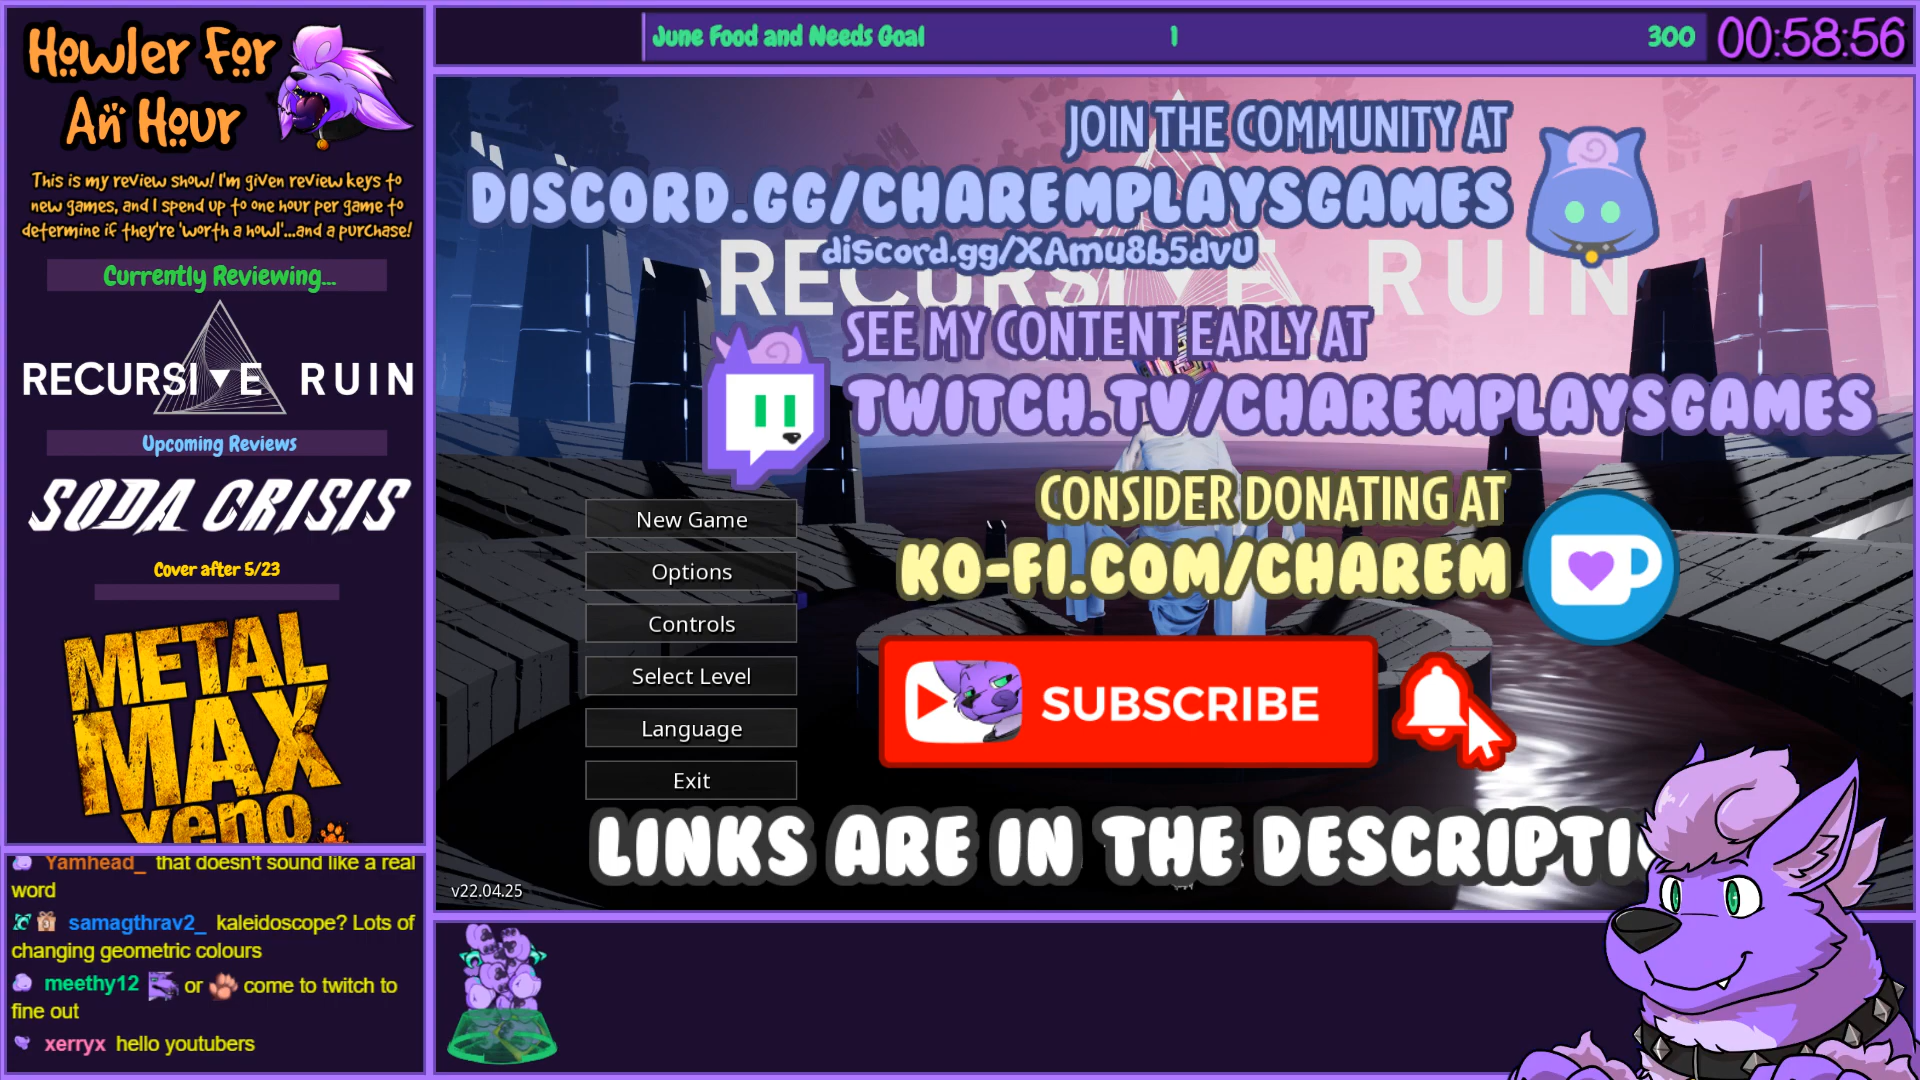 Howler For
An Hour
This is my review show! I'm given review keys to
new games, and I spend up to one hour per game to
determine if they're 'worth a howl'...and a purchase!
Currently Reviewing...
RECURSIVE RUIN
Upcoming Reviews
SODA CRISIS
Cover after 5/23
METAL
MAX
xeno
Yamhead_ that doesn't sound like a real
word
samagthrav2_ kaleidoscope? Lots of
changing geometric colours
meethy12 or come to twitch to
fine out
xerryx hello youtubers
June Food and Needs Goal 1 300 00:58:56
JOIN THE COMMUNITY AT
DISCORD.GG/CHAREMPLAYSGAMES
discord.gg/XAmu8b5dvU
RECURSIVE RUIN
SEE MY CONTENT EARLY AT
TWITCH.TV/CHAREMPLAYSGAMES
CONSIDER DONATING AT
KO-FI.COM/CHAREM
New Game
Options
Controls
Select Level
Language
Exit
SUBSCRIBE
LINKS ARE IN THE DESCRIPTI
v22.04.25